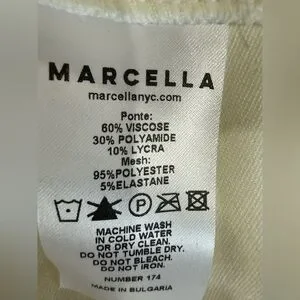 MARCELLA
marcellanyc.com
Ponte:
60% VISCOSE
30% POLYAMIDE
10% LYCRA
Mesh:
95%POLYESTER
5%ELASTANE
P
MACHINE WASH
IN COLD WATER
OR DRY CLEAN.
DO NOT TUMBLE DRY.
DO NOT BLEACH.
DO NOT IRON.
NUMBER 174
MADE IN BULGARIA